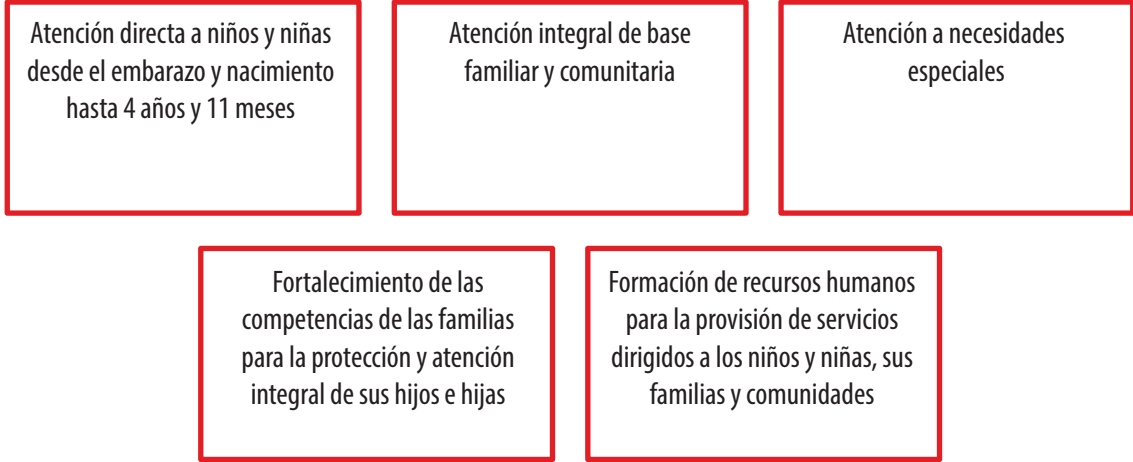 Atención directa a niños y niñas
desde el embarazo y nacimiento
hasta 4 años y 11 meses
Atención integral de base
familiar y comunitaria
Atención a necesidades
especiales
Fortalecimiento de las
competencias de las familias
para la protección y atención
integral de sus hijos e hijas
Formación de recursos humanos
para la provisión de servicios
dirigidos a los niños y niñas, sus
familias y comunidades